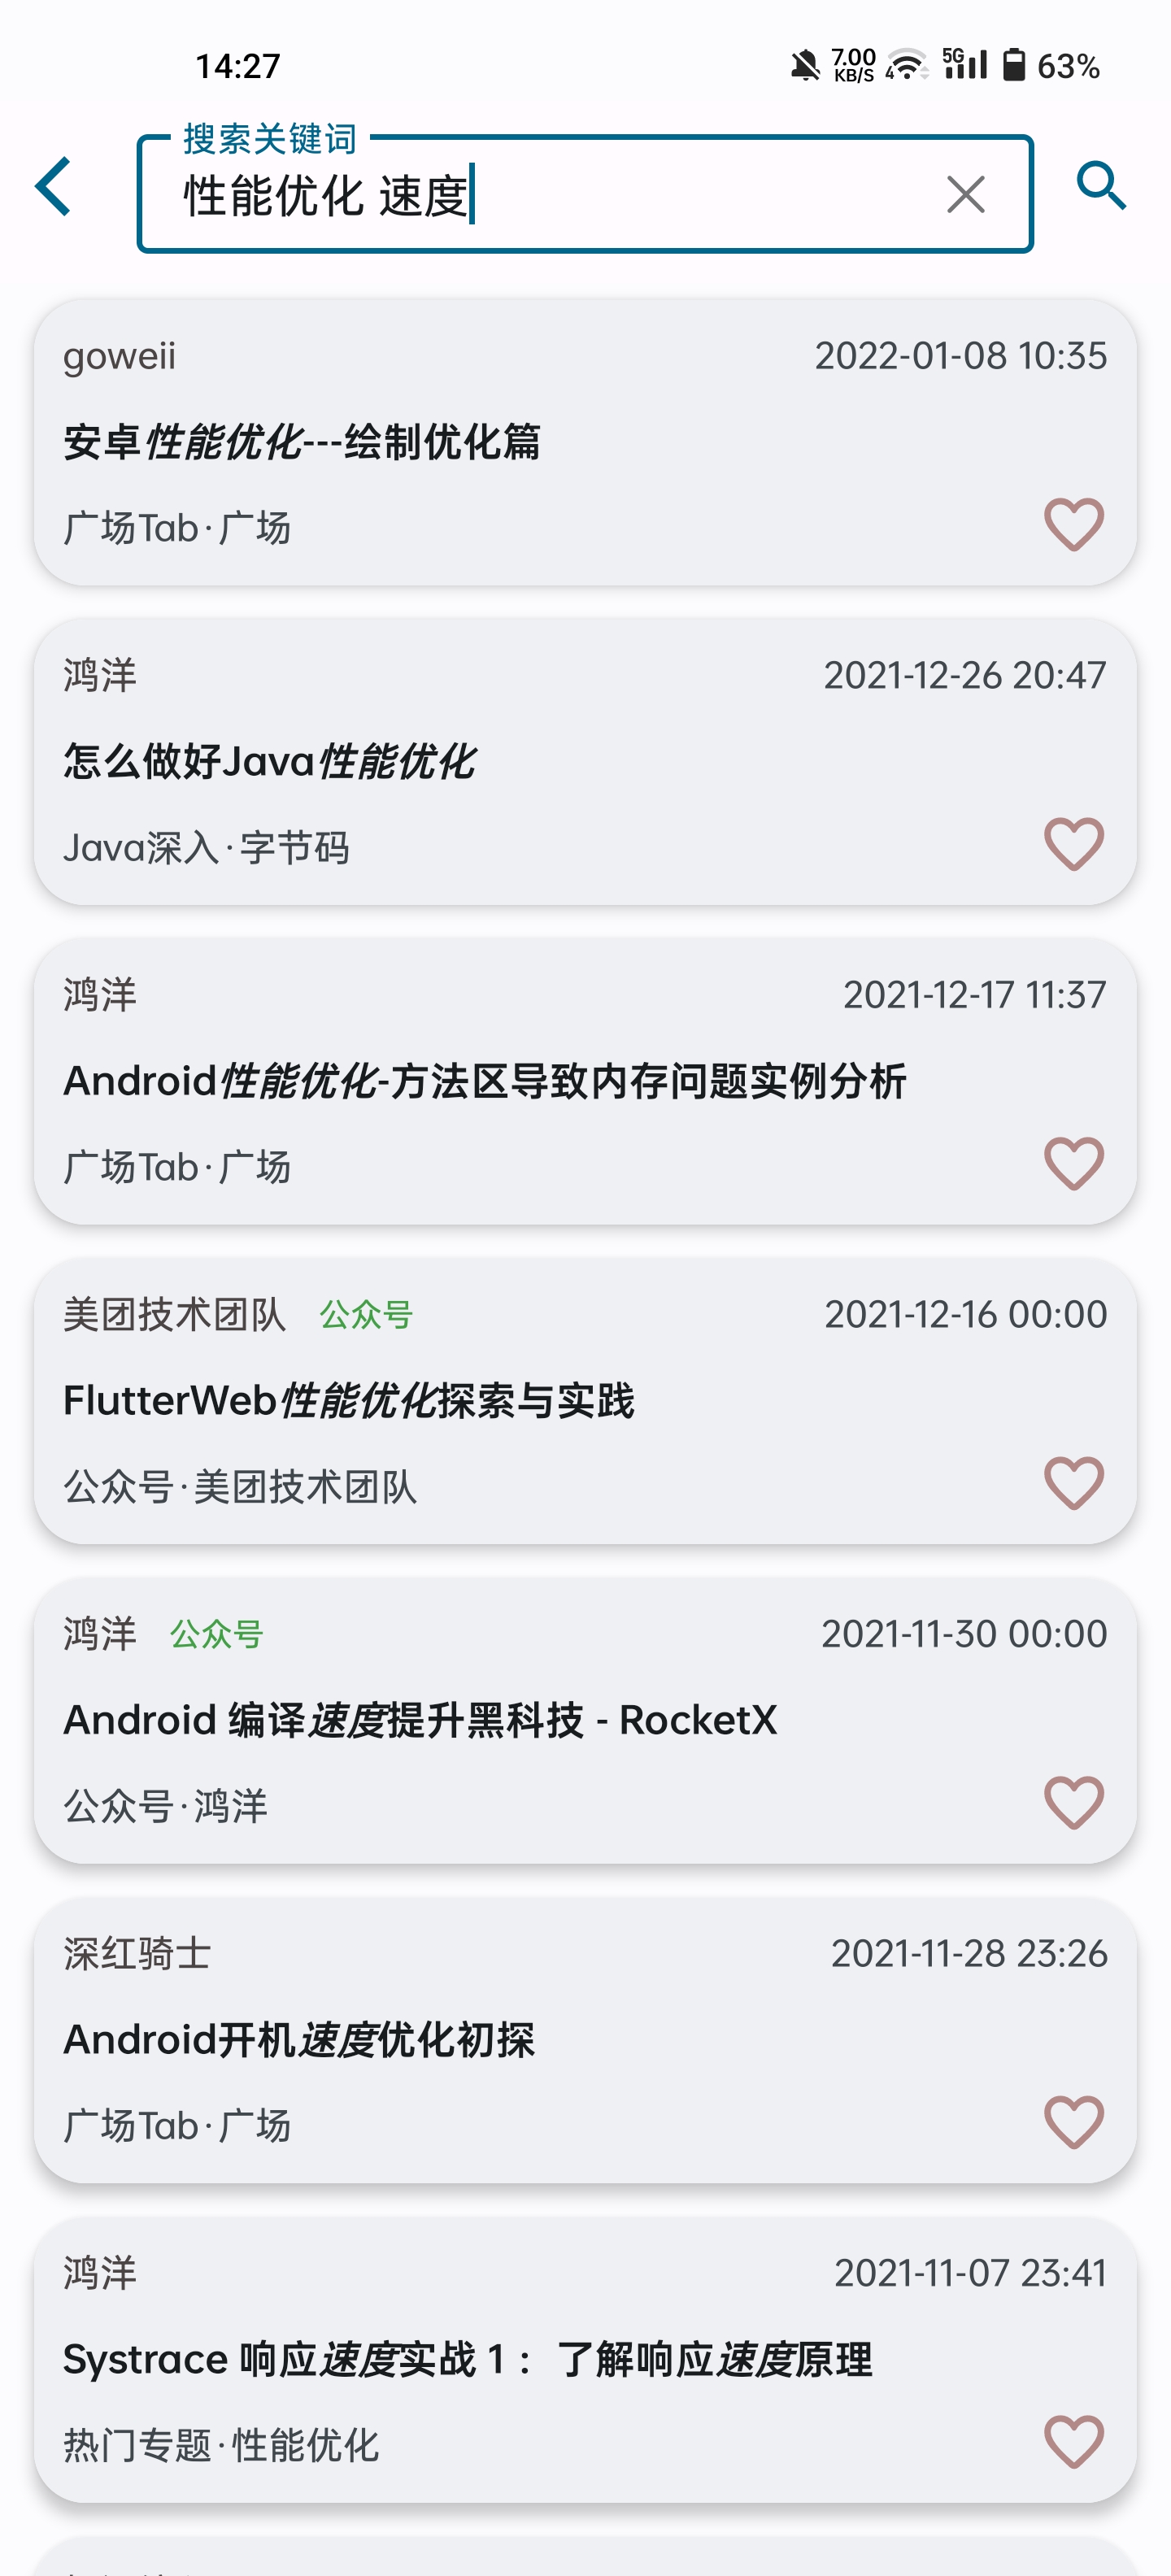 14:27 7.00 KB/S 4 5G 63%
搜索关键词
性能优化 速度
goweii 2022-01-08 10:35
安卓性能优化---绘制优化篇
广场Tab·广场
鸿洋 2021-12-26 20:47
怎么做好Java性能优化
Java深入·字节码
鸿洋 2021-12-17 11:37
Android性能优化-方法区导致内存问题实例分析
广场Tab·广场
美团技术团队 公众号 2021-12-16 00:00
FlutterWeb性能优化探索与实践
公众号·美团技术团队
鸿洋 公众号 2021-11-30 00:00
Android 编译速度提升黑科技 - RocketX
公众号·鸿洋
深红骑士 2021-11-28 23:26
Android开机速度优化初探
广场Tab·广场
鸿洋 2021-11-07 23:41
Systrace 响应速度实战 1 ：了解响应速度原理
热门专题·性能优化